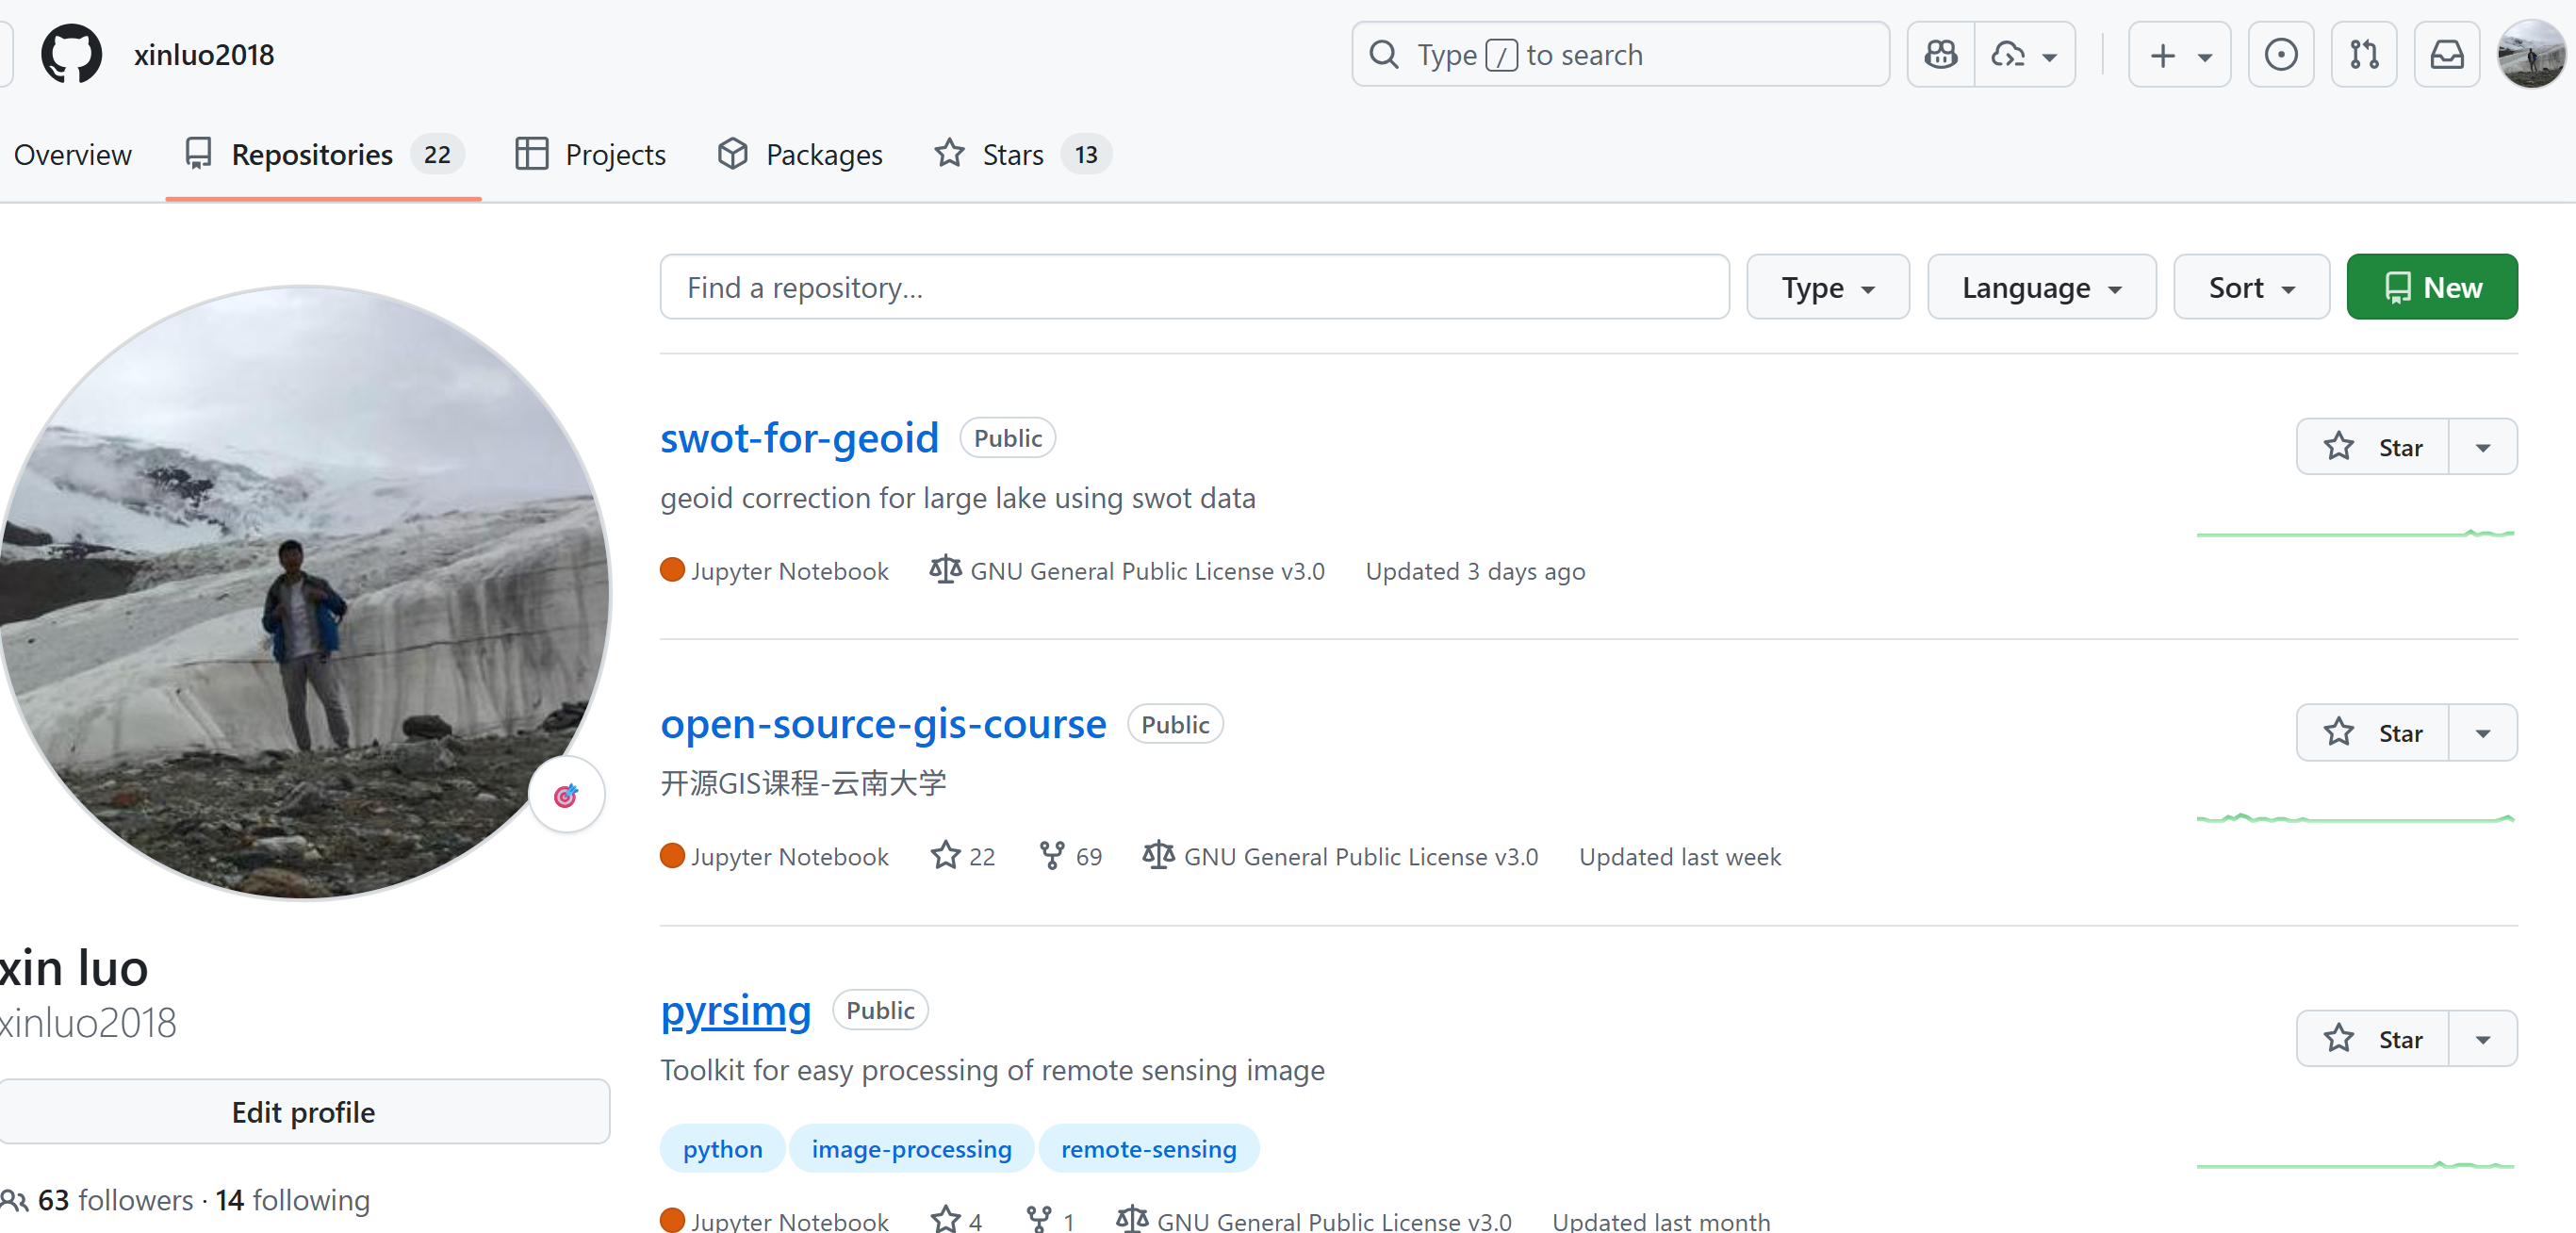 xinluo2018
Type / to search
Overview Repositories 22 Projects Packages Stars 13
Find a repository... Type Language Sort New
swot-for-geoid Public
Star
geoid correction for large lake using swot data
Jupyter Notebook GNU General Public License v3.0 Updated 3 days ago
open-source-gis-course Public
Star
开源GIS课程-云南大学
Jupyter Notebook 22 69 GNU General Public License v3.0 Updated last week
xin luo
xinluo2018
Edit profile
63 followers · 14 following
pyrsimg Public
Star
Toolkit for easy processing of remote sensing image
python image-processing remote-sensing
Jupyter Notebook 4 1 GNU General Public License v3.0 Updated last month